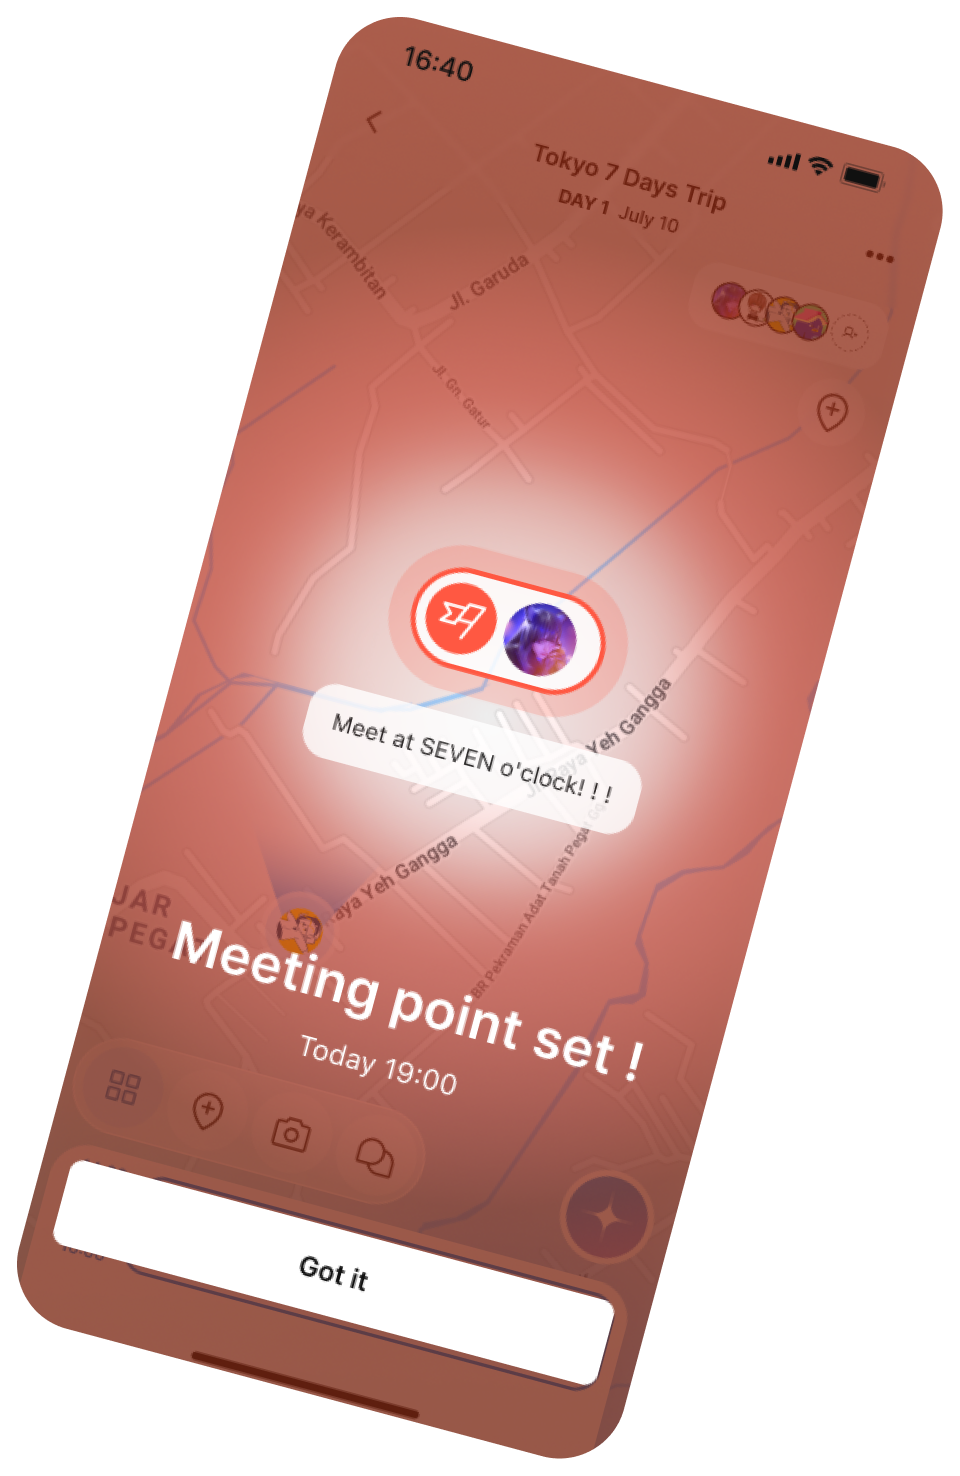 16:40
Tokyo 7 Days Trip
DAY 1 July 10
ya Kerambitan
Jl. Garuda
Jl. Gn. Gatur
Meet at SEVEN o'clock! ! !
Jl. Raya Yeh Gangga
Raya Yeh Gangga
BR Pekraman Adat Tanah Pegat
JAR
PEGAT
Meeting point set !
Today 19:00
Got it